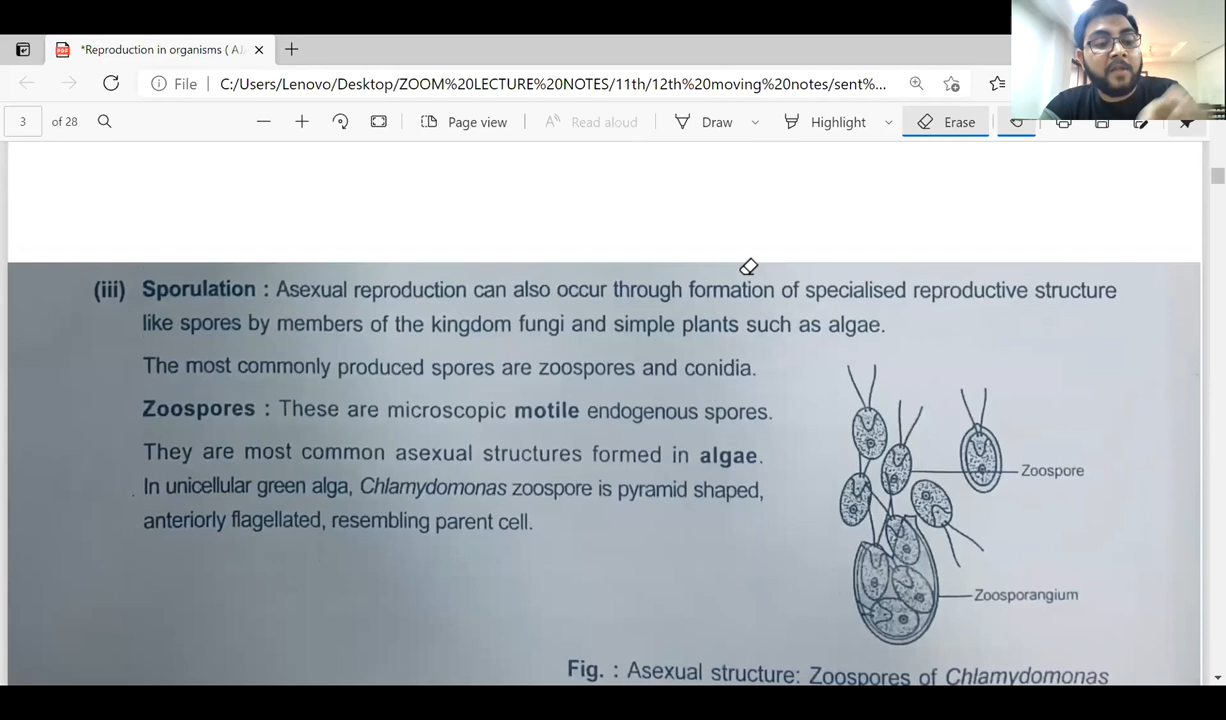 *Reproduction in organisms ( AJ
File
C:/Users/Lenovo/Desktop/ZOOM%20LECTURE%20NOTES/11th/12th%20moving%20notes/sent%...
3 of 28
Page view
Read aloud
Draw
Highlight
Erase
(iii) Sporulation : Asexual reproduction can also occur through formation of specialised reproductive structure
like spores by members of the kingdom fungi and simple plants such as algae.
The most commonly produced spores are zoospores and conidia.
Zoospores : These are microscopic motile endogenous spores.
They are most common asexual structures formed in algae.
In unicellular green alga, Chlamydomonas zoospore is pyramid shaped,
anteriorly flagellated, resembling parent cell.
Zoospore
Zoosporangium
Fig. : Asexual structure: Zoospores of Chlamydomonas